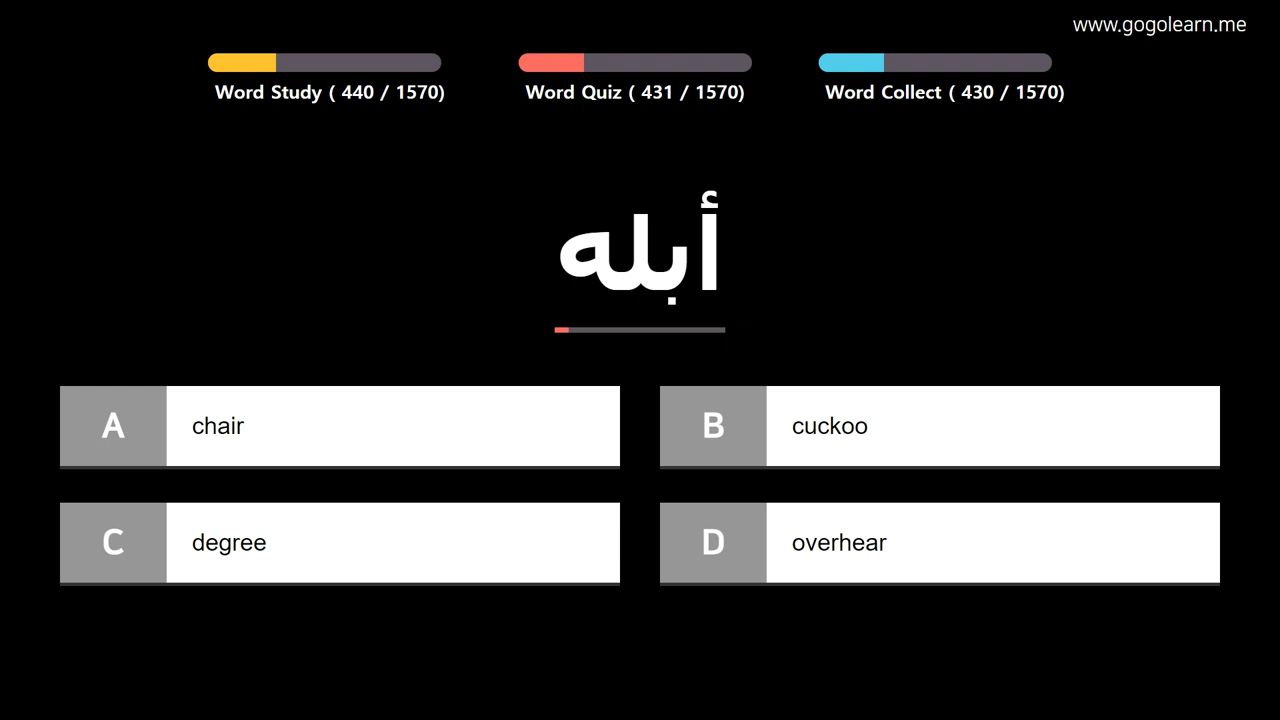 www.gogolearn.me
Word Study ( 440 / 1570)
Word Quiz ( 431 / 1570)
Word Collect ( 430 / 1570)
أبله
A chair
B cuckoo
C degree
D overhear